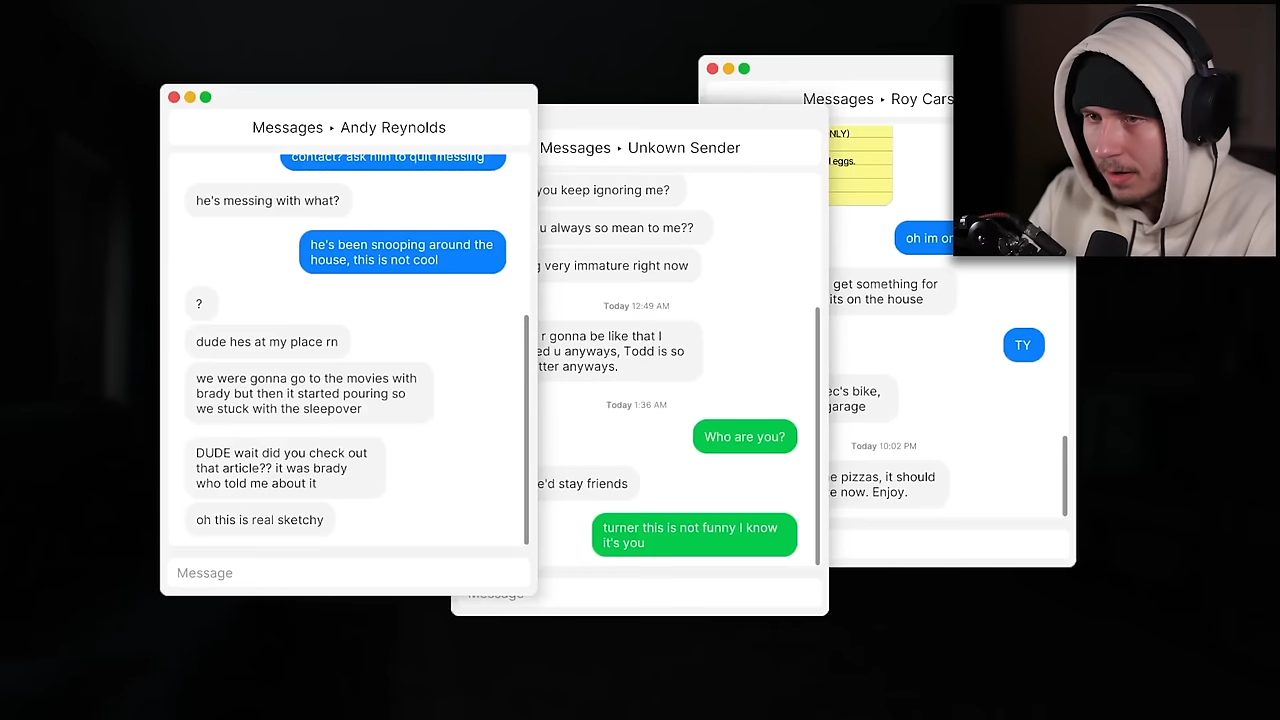 Messages ▸ Andy Reynolds
contact? ask him to quit messing
he's messing with what?
he's been snooping around the
house, this is not cool
?
dude hes at my place rn
we were gonna go to the movies with
brady but then it started pouring so
we stuck with the sleepover
DUDE wait did you check out
that article?? it was brady
who told me about it
oh this is real sketchy
Message
Messages ▸ Unkown Sender
you keep ignoring me?
u always so mean to me??
very immature right now
Today 12:49 AM
r gonna be like that I
u anyways, Todd is so
anyways.
Today 1:36 AM
Who are you?
stay friends
turner this is not funny I know
it's you
Message
Messages ▸ Roy Cars
NLY)
eggs.
oh im
get something for
its on the house
TY
bike,
garage
Today 10:02 PM
pizzas, it should
now. Enjoy.